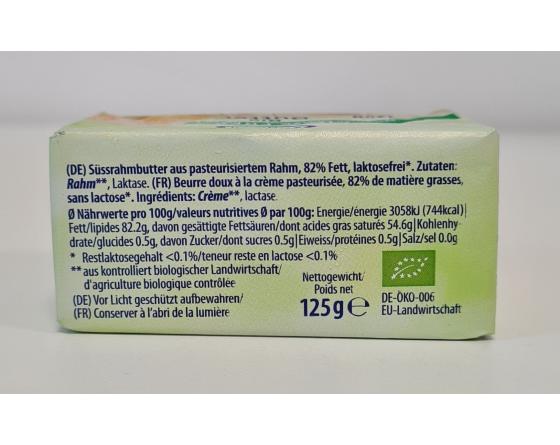 (DE) Süssrahmbutter aus pasteurisiertem Rahm, 82% Fett, laktosefrei*. Zutaten:
Rahm**, Laktase. (FR) Beurre doux à la crème pasteurisée, 82% de matière grasses,
sans lactose*. Ingrédients: Crème**, lactase.
Ø Nährwerte pro 100g/valeurs nutritives Ø par 100g: Energie/énergie 3058kJ (744kcal)|
Fett/lipides 82.2g, davon gesättigte Fettsäuren/dont acides gras saturés 54.6g|Kohlenhy-
drate/glucides 0.5g, davon Zucker/dont sucres 0.5g|Eiweiss/protéines 0.5g|Salz/sel 0.0g
* Restlaktosegehalt <0.1%/teneur reste en lactose <0.1%
** aus kontrolliert biologischer Landwirtschaft/
d'agriculture biologique contrôlée
(DE) Vor Licht geschützt aufbewahren/
(FR) Conserver à l'abri de la lumière
Nettogewicht/
Poids net
125g℮
DE-ÖKO-006
EU-Landwirtschaft